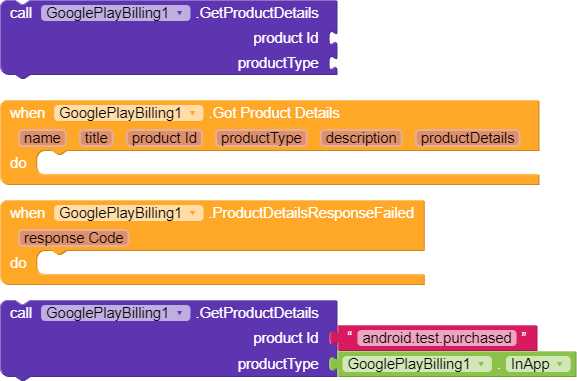 call GooglePlayBilling1 .GetProductDetails
product Id
productType
when GooglePlayBilling1 .Got Product Details
name title product Id productType description productDetails
do
when GooglePlayBilling1 .ProductDetailsResponseFailed
response Code
do
call GooglePlayBilling1 .GetProductDetails
product Id “ android.test.purchased ”
productType GooglePlayBilling1 . InApp